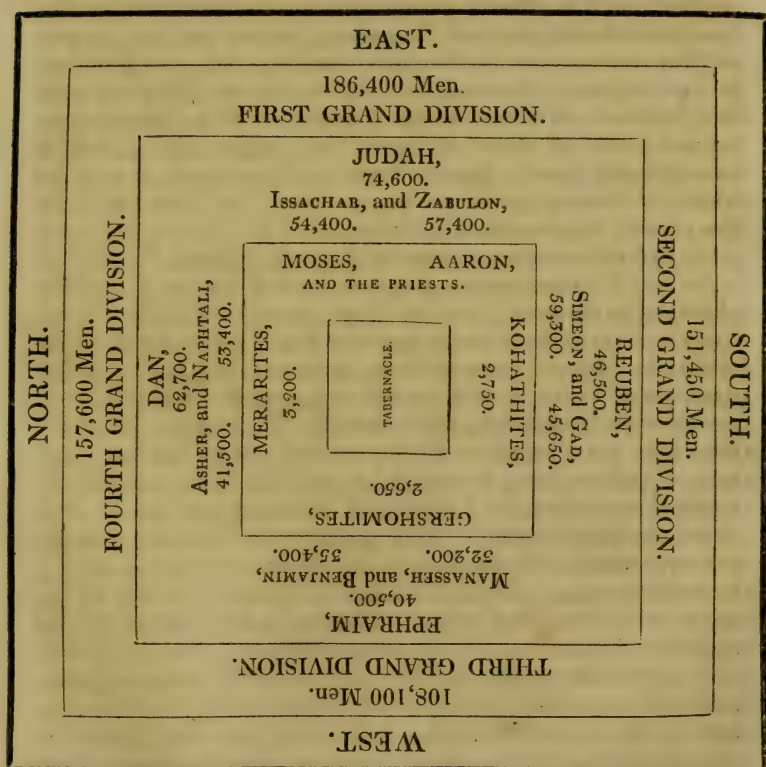 EAST.
186,400 Men.
FIRST GRAND DIVISION.
JUDAH,
74,600.
ISSACHAR, and ZABULON,
54,400. 57,400.
MOSES, AARON,
AND THE PRIESTS.
TABERNACLE.
KOHATHITES,
2,750.
GERSHOMITES,
2,650.
MERARITES,
3,200.
SOUTH.
151,450 Men.
SECOND GRAND DIVISION.
REUBEN,
46,500.
SIMEON, and GAD,
59,300. 45,650.
WEST.
108,100 Men.
THIRD GRAND DIVISION.
EPHRAIM,
40,500.
MANASSEH, and BENJAMIN,
32,200. 35,400.
NORTH.
157,600 Men.
FOURTH GRAND DIVISION.
DAN,
62,700.
ASHER, and NAPHTALI,
41,500. 53,400.